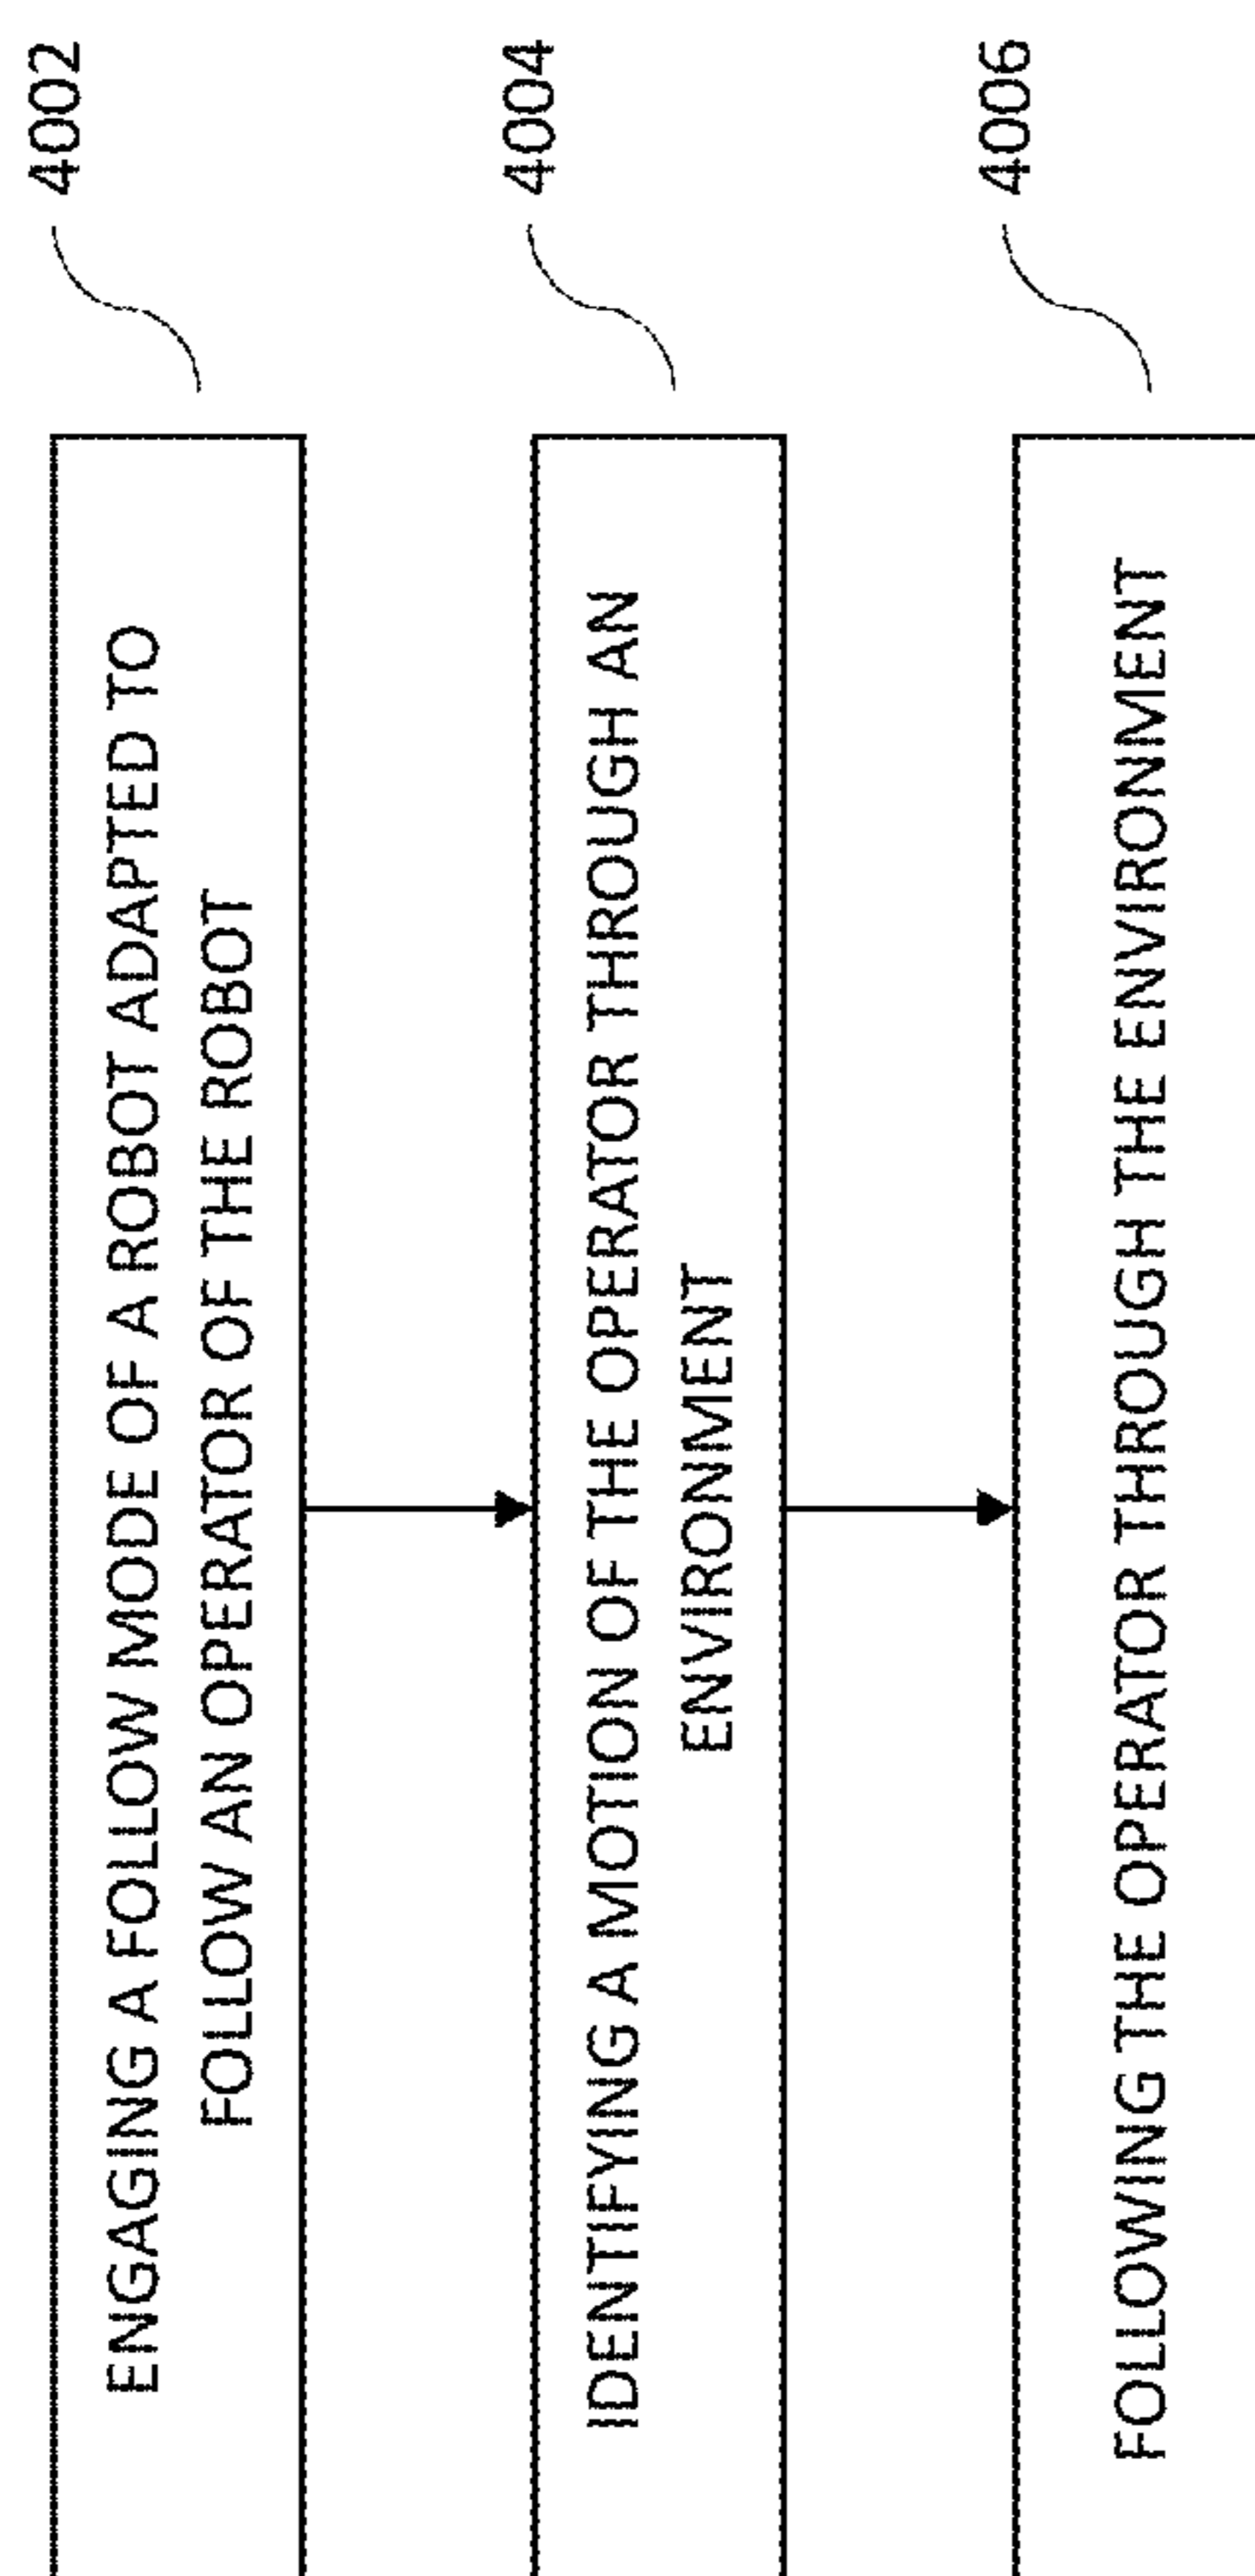 4002
ENGAGING A FOLLOW MODE OF A ROBOT ADAPTED TO
FOLLOW AN OPERATOR OF THE ROBOT
4004
IDENTIFYING A MOTION OF THE OPERATOR THROUGH AN
ENVIRONMENT
4006
FOLLOWING THE OPERATOR THROUGH THE ENVIRONMENT